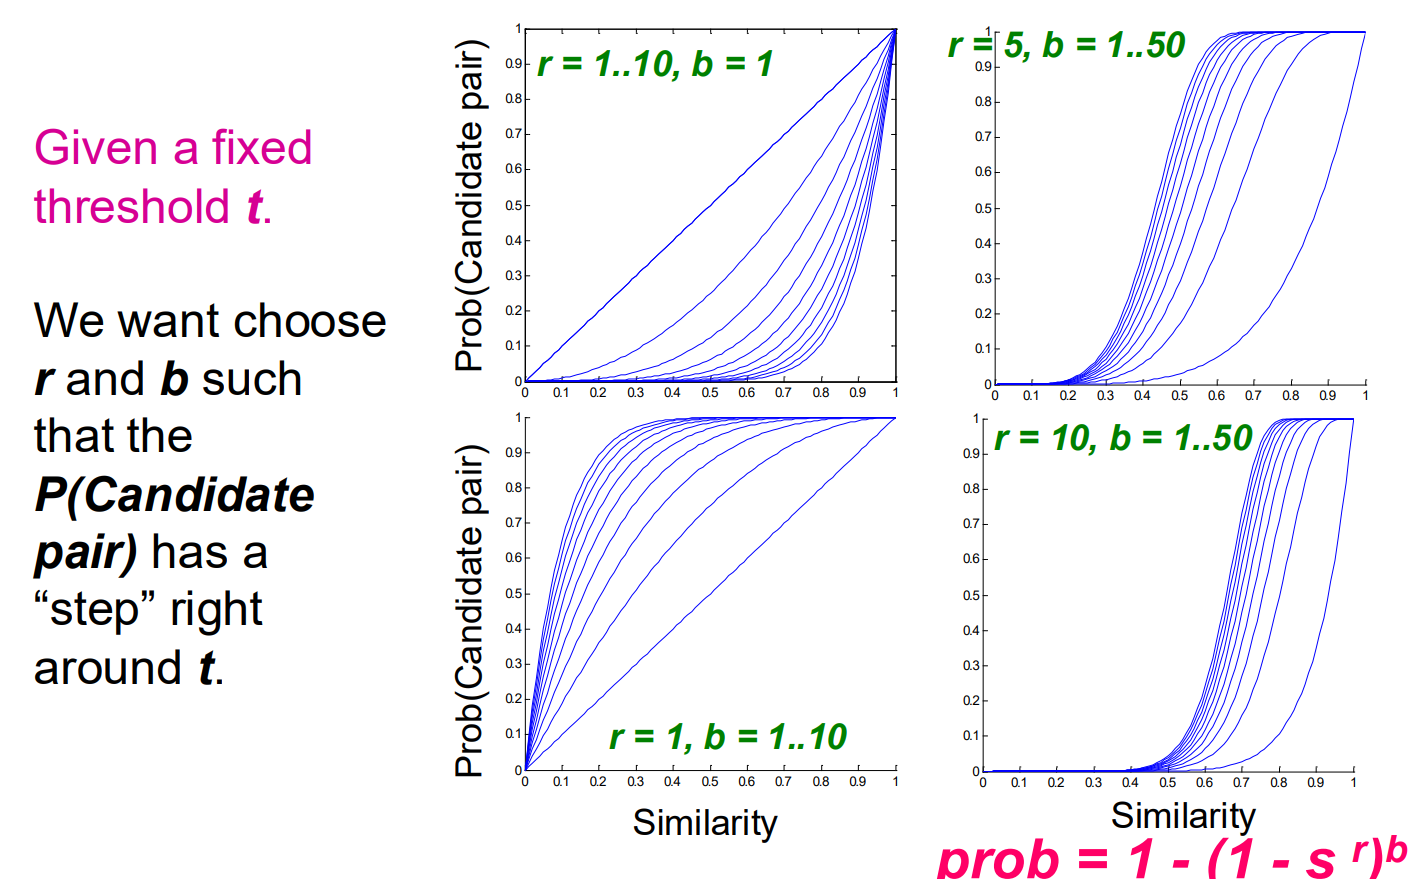 Given a fixed
threshold t.
We want choose
r and b such
that the
P(Candidate
pair) has a
“step” right
around t.
Prob(Candidate pair)
r = 1..10, b = 1
1
0.9
0.8
0.7
0.6
0.5
0.4
0.3
0.2
0.1
0
0 0.1 0.2 0.3 0.4 0.5 0.6 0.7 0.8 0.9 1
r = 5, b = 1..50
1
0.9
0.8
0.7
0.6
0.5
0.4
0.3
0.2
0.1
0
0 0.1 0.2 0.3 0.4 0.5 0.6 0.7 0.8 0.9 1
Prob(Candidate pair)
1
0.9
0.8
0.7
0.6
0.5
0.4
0.3
0.2
0.1
0
r = 1, b = 1..10
0 0.1 0.2 0.3 0.4 0.5 0.6 0.7 0.8 0.9 1
Similarity
r = 10, b = 1..50
1
0.9
0.8
0.7
0.6
0.5
0.4
0.3
0.2
0.1
0
0 0.1 0.2 0.3 0.4 0.5 0.6 0.7 0.8 0.9 1
Similarity
prob = 1 - (1 - s r)b